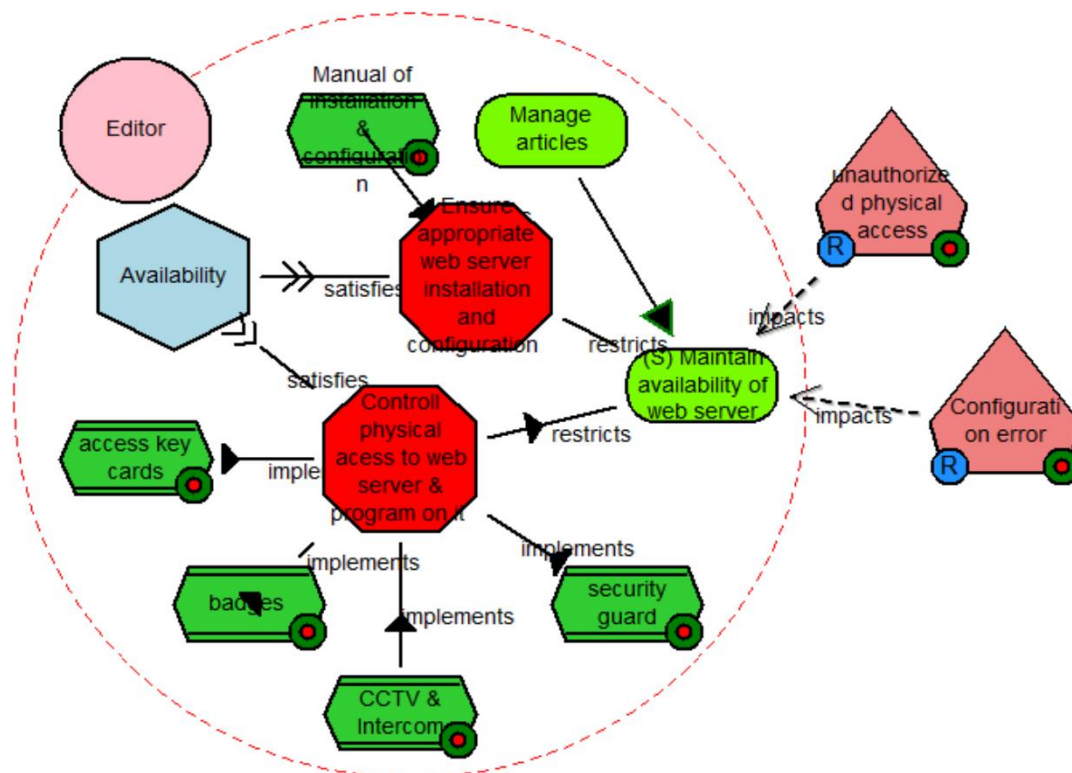 Editor
Manual of
installation
&
configuratin
n
Manage
articles
unauthorize
d physical
access
R
Availability
satisfies
Ensure
appropriate
web server
installation
and
configuration
restricts
impacts
(S) Maintain
availability of
web server
impacts
Configurati
on error
R
satisfies
Controll
physical
acess to web
server &
program on it
restricts
access key
cards
implements
badges
implements
implements
security
guard
implements
CCTV &
Intercom